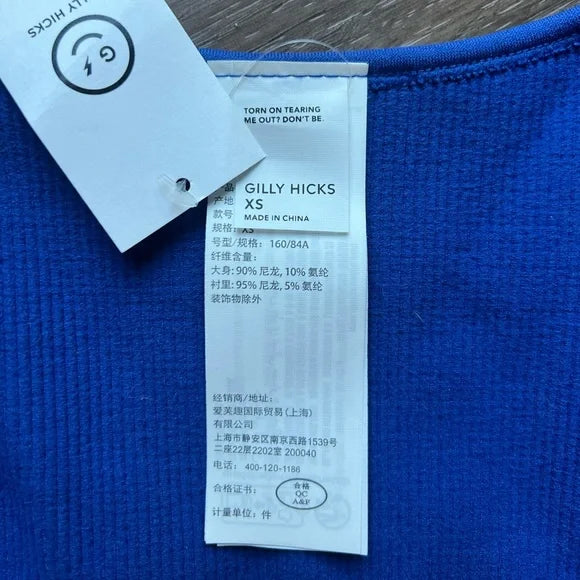 GILLY HICKS
G
TORN ON TEARING
ME OUT? DON'T BE.
GILLY HICKS
XS
MADE IN CHINA
品
产地
款号
规格: XS
号型/规格: 160/84A
纤维含量:
大身: 90% 尼龙, 10% 氨纶
衬里: 95% 尼龙, 5% 氨纶
装饰物除外
经销商/地址:
爱芙趣国际贸易(上海)
有限公司
上海市静安区南京西路1539号
二座22层2202室 200040
电话: 400-120-1186
合格证书:
合格
QC
A&F
计量单位: 件